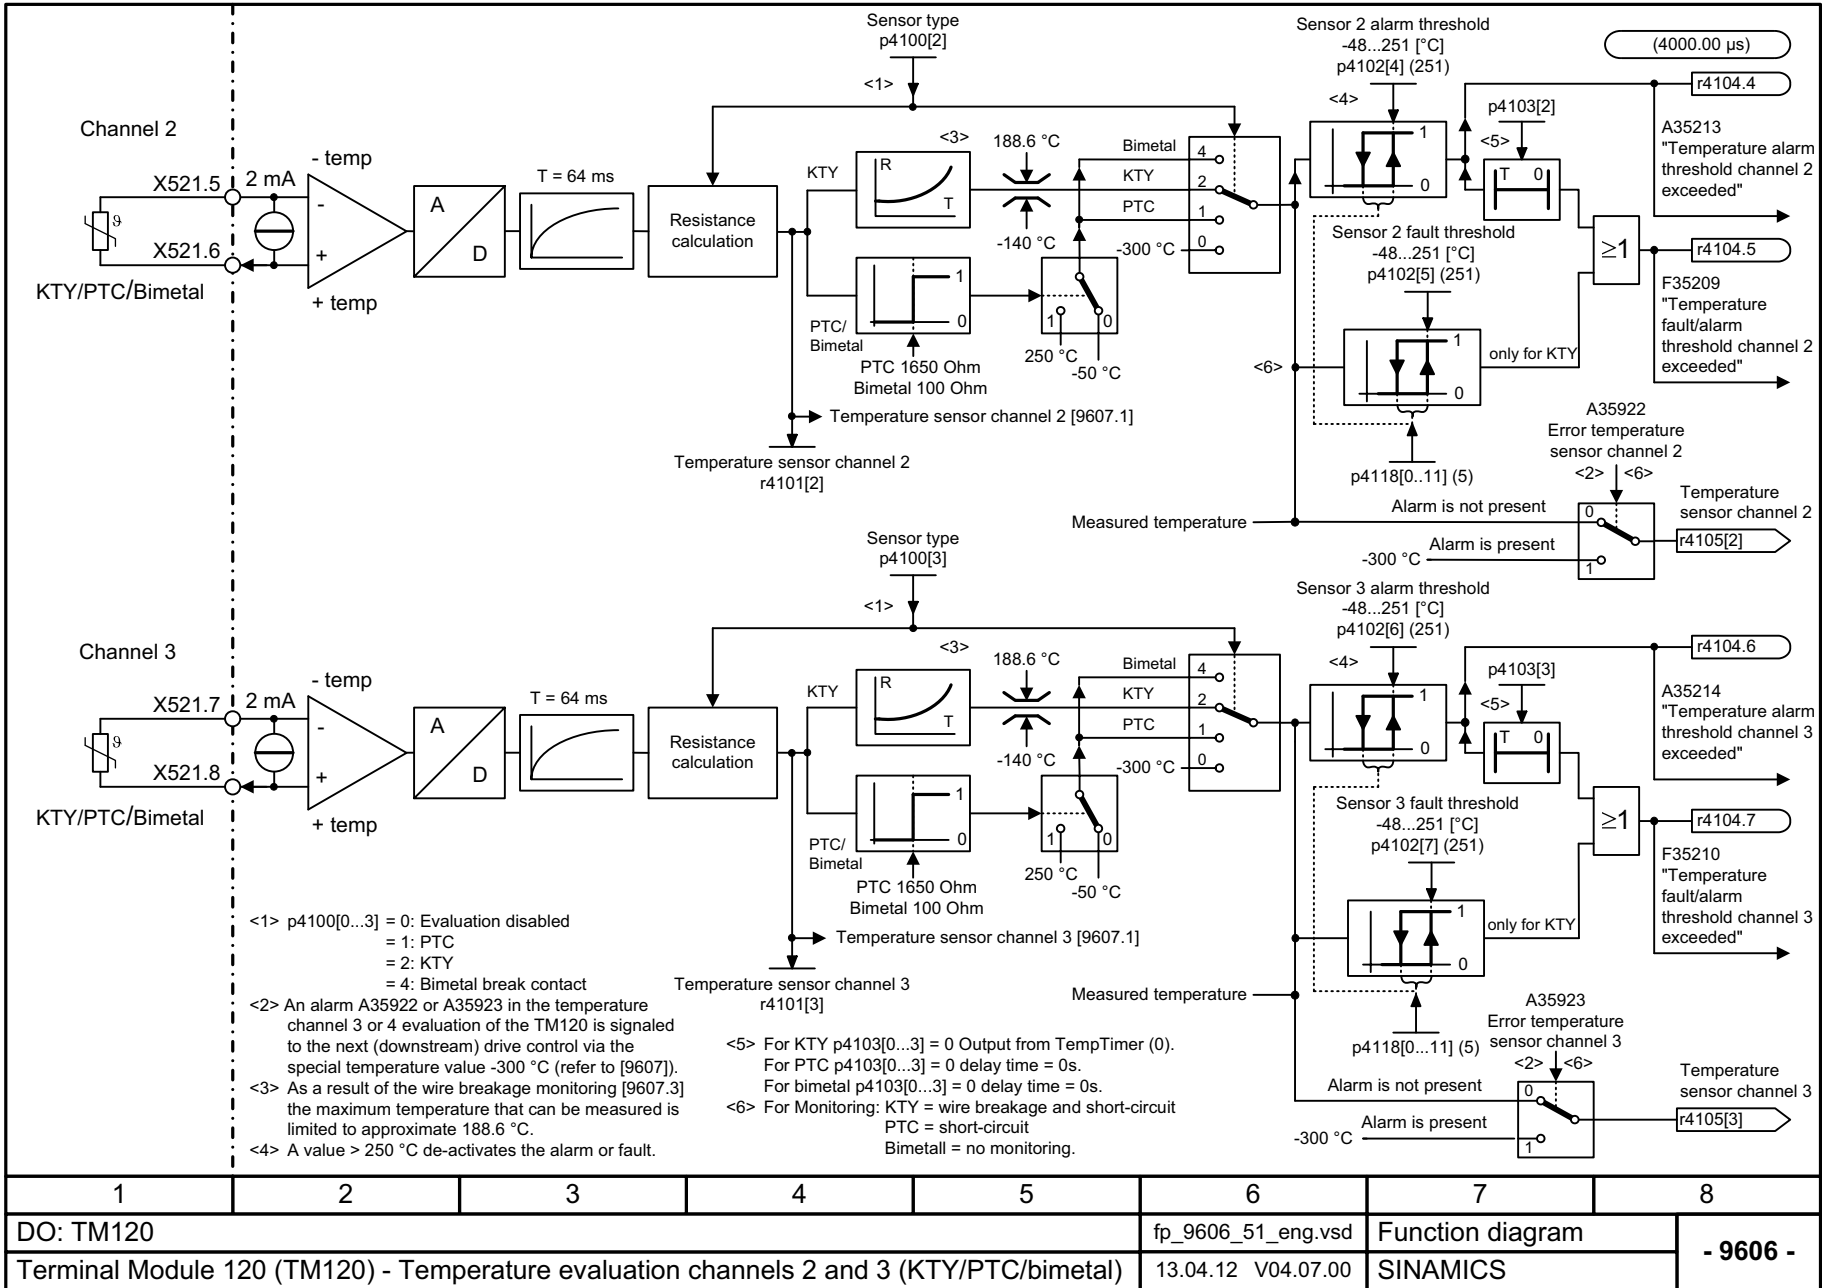 Sensor type
p4100[2]
<1>
Sensor 2 alarm threshold
-48...251 [°C]
p4102[4] (251)
<4>
(4000.00 µs)
r4104.4
p4103[2]
<5>
A35213
"Temperature alarm
threshold channel 2
exceeded"
Channel 2
X521.5
2 mA
X521.6
KTY/PTC/Bimetal
ϑ
- temp
-
+
+ temp
A
D
T = 64 ms
Resistance
calculation
KTY
<3>
R
T
188.6 °C
-140 °C
Bimetal
KTY
PTC
-300 °C
4
2
1
0
1
0
T 0
PTC/
Bimetal
1
0
PTC 1650 Ohm
Bimetal 100 Ohm
1
0
250 °C
-50 °C
Sensor 2 fault threshold
-48...251 [°C]
p4102[5] (251)
≥1
r4104.5
F35209
"Temperature
fault/alarm
threshold channel 2
exceeded"
<6>
1
0
only for KTY
Temperature sensor channel 2 [9607.1]
Temperature sensor channel 2
r4101[2]
p4118[0..11] (5)
A35922
Error temperature
sensor channel 2
<2> <6>
Measured temperature
Alarm is not present
0
Temperature
sensor channel 2
r4105[2]
-300 °C
Alarm is present
1
Sensor type
p4100[3]
<1>
Sensor 3 alarm threshold
-48...251 [°C]
p4102[6] (251)
<4>
r4104.6
p4103[3]
<5>
A35214
"Temperature alarm
threshold channel 3
exceeded"
Channel 3
X521.7
2 mA
X521.8
KTY/PTC/Bimetal
ϑ
- temp
-
+
+ temp
A
D
T = 64 ms
Resistance
calculation
KTY
<3>
R
T
188.6 °C
-140 °C
Bimetal
KTY
PTC
-300 °C
4
2
1
0
1
0
T 0
PTC/
Bimetal
1
0
PTC 1650 Ohm
Bimetal 100 Ohm
1
0
250 °C
-50 °C
Sensor 3 fault threshold
-48...251 [°C]
p4102[7] (251)
≥1
r4104.7
F35210
"Temperature
fault/alarm
threshold channel 3
exceeded"
1
0
only for KTY
Temperature sensor channel 3 [9607.1]
Temperature sensor channel 3
r4101[3]
Measured temperature
p4118[0...11] (5)
A35923
Error temperature
sensor channel 3
<2> <6>
Alarm is not present
0
Temperature
sensor channel 3
r4105[3]
-300 °C
Alarm is present
1
<1> p4100[0...3] = 0: Evaluation disabled
= 1: PTC
= 2: KTY
= 4: Bimetal break contact
<2> An alarm A35922 or A35923 in the temperature
channel 3 or 4 evaluation of the TM120 is signaled
to the next (downstream) drive control via the
special temperature value -300 °C (refer to [9607]).
<3> As a result of the wire breakage monitoring [9607.3]
the maximum temperature that can be measured is
limited to approximate 188.6 °C.
<4> A value > 250 °C de-activates the alarm or fault.
<5> For KTY p4103[0...3] = 0 Output from TempTimer (0).
For PTC p4103[0...3] = 0 delay time = 0s.
For bimetal p4103[0...3] = 0 delay time = 0s.
<6> For Monitoring: KTY = wire breakage and short-circuit
PTC = short-circuit
Bimetall = no monitoring.
1 2 3 4 5 6 7 8
DO: TM120
fp_9606_51_eng.vsd
Function diagram
- 9606 -
Terminal Module 120 (TM120) - Temperature evaluation channels 2 and 3 (KTY/PTC/bimetal)
13.04.12 V04.07.00
SINAMICS